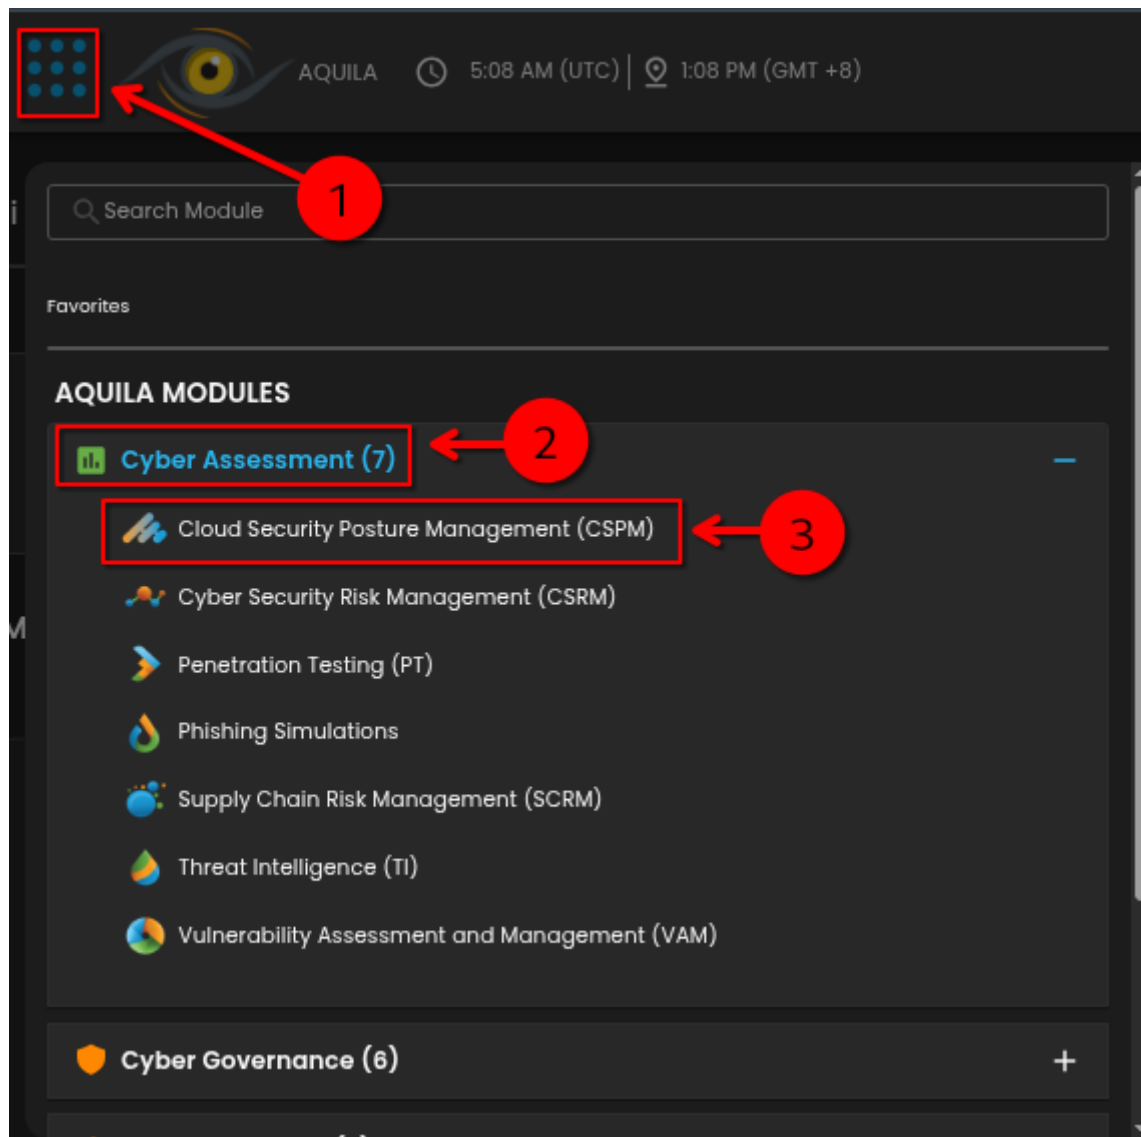 AQUILA 5:08 AM (UTC) | 1:08 PM (GMT +8)
1
Search Module
Favorites
AQUILA MODULES
Cyber Assessment (7)
2
Cloud Security Posture Management (CSPM)
3
Cyber Security Risk Management (CSRM)
Penetration Testing (PT)
Phishing Simulations
Supply Chain Risk Management (SCRM)
Threat Intelligence (TI)
Vulnerability Assessment and Management (VAM)
Cyber Governance (6)